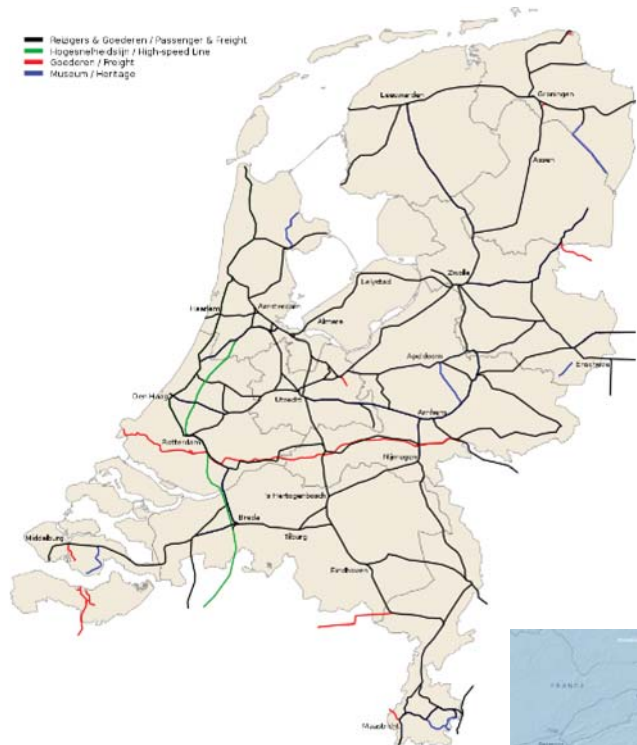 Reizigers & Goederen / Passenger & Freight
Hogesnelheidslijn / High-speed Line
Goederen / Freight
Museum / Heritage
Leeuwarden
Groningen
Assen
Zwolle
Lelystad
Haarlem
Amsterdam
Almere
Apeldoorn
Enschede
Den Haag
Utrecht
Arnhem
Rotterdam
Nijmegen
's Hertogenbosch
Breda
Tilburg
Middelburg
Eindhoven
Maastricht